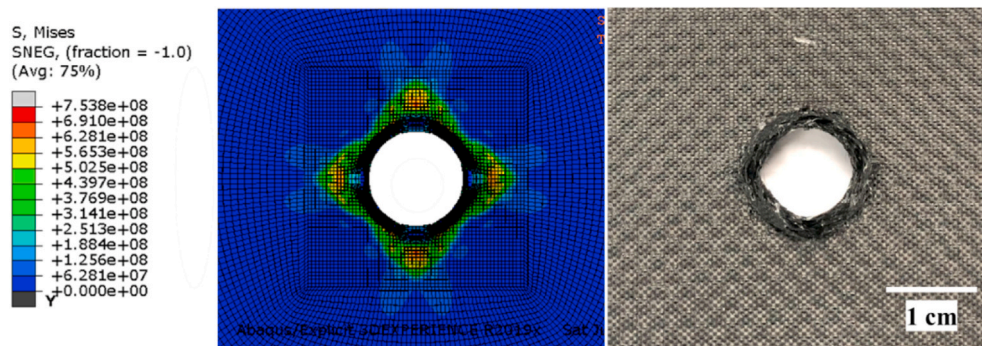 S, Mises
SNEG, (fraction = -1.0)
(Avg: 75%)
+7.538e+08
+6.910e+08
+6.281e+08
+5.653e+08
+5.025e+08
+4.397e+08
+3.769e+08
+3.141e+08
+2.513e+08
+1.884e+08
+1.256e+08
+6.281e+07
+0.000e+00
Y
S
T
Abaqus/Explicit 3DEXPERIENCE R2019x Sat
1 cm